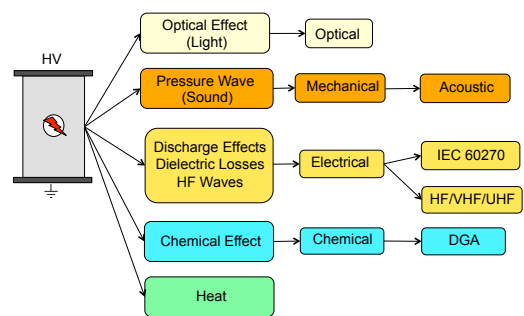 HV
Optical Effect
(Light)
Optical
Pressure Wave
(Sound)
Mechanical
Acoustic
Discharge Effects
Dielectric Losses
HF Waves
Electrical
IEC 60270
HF/VHF/UHF
Chemical Effect
Chemical
DGA
Heat